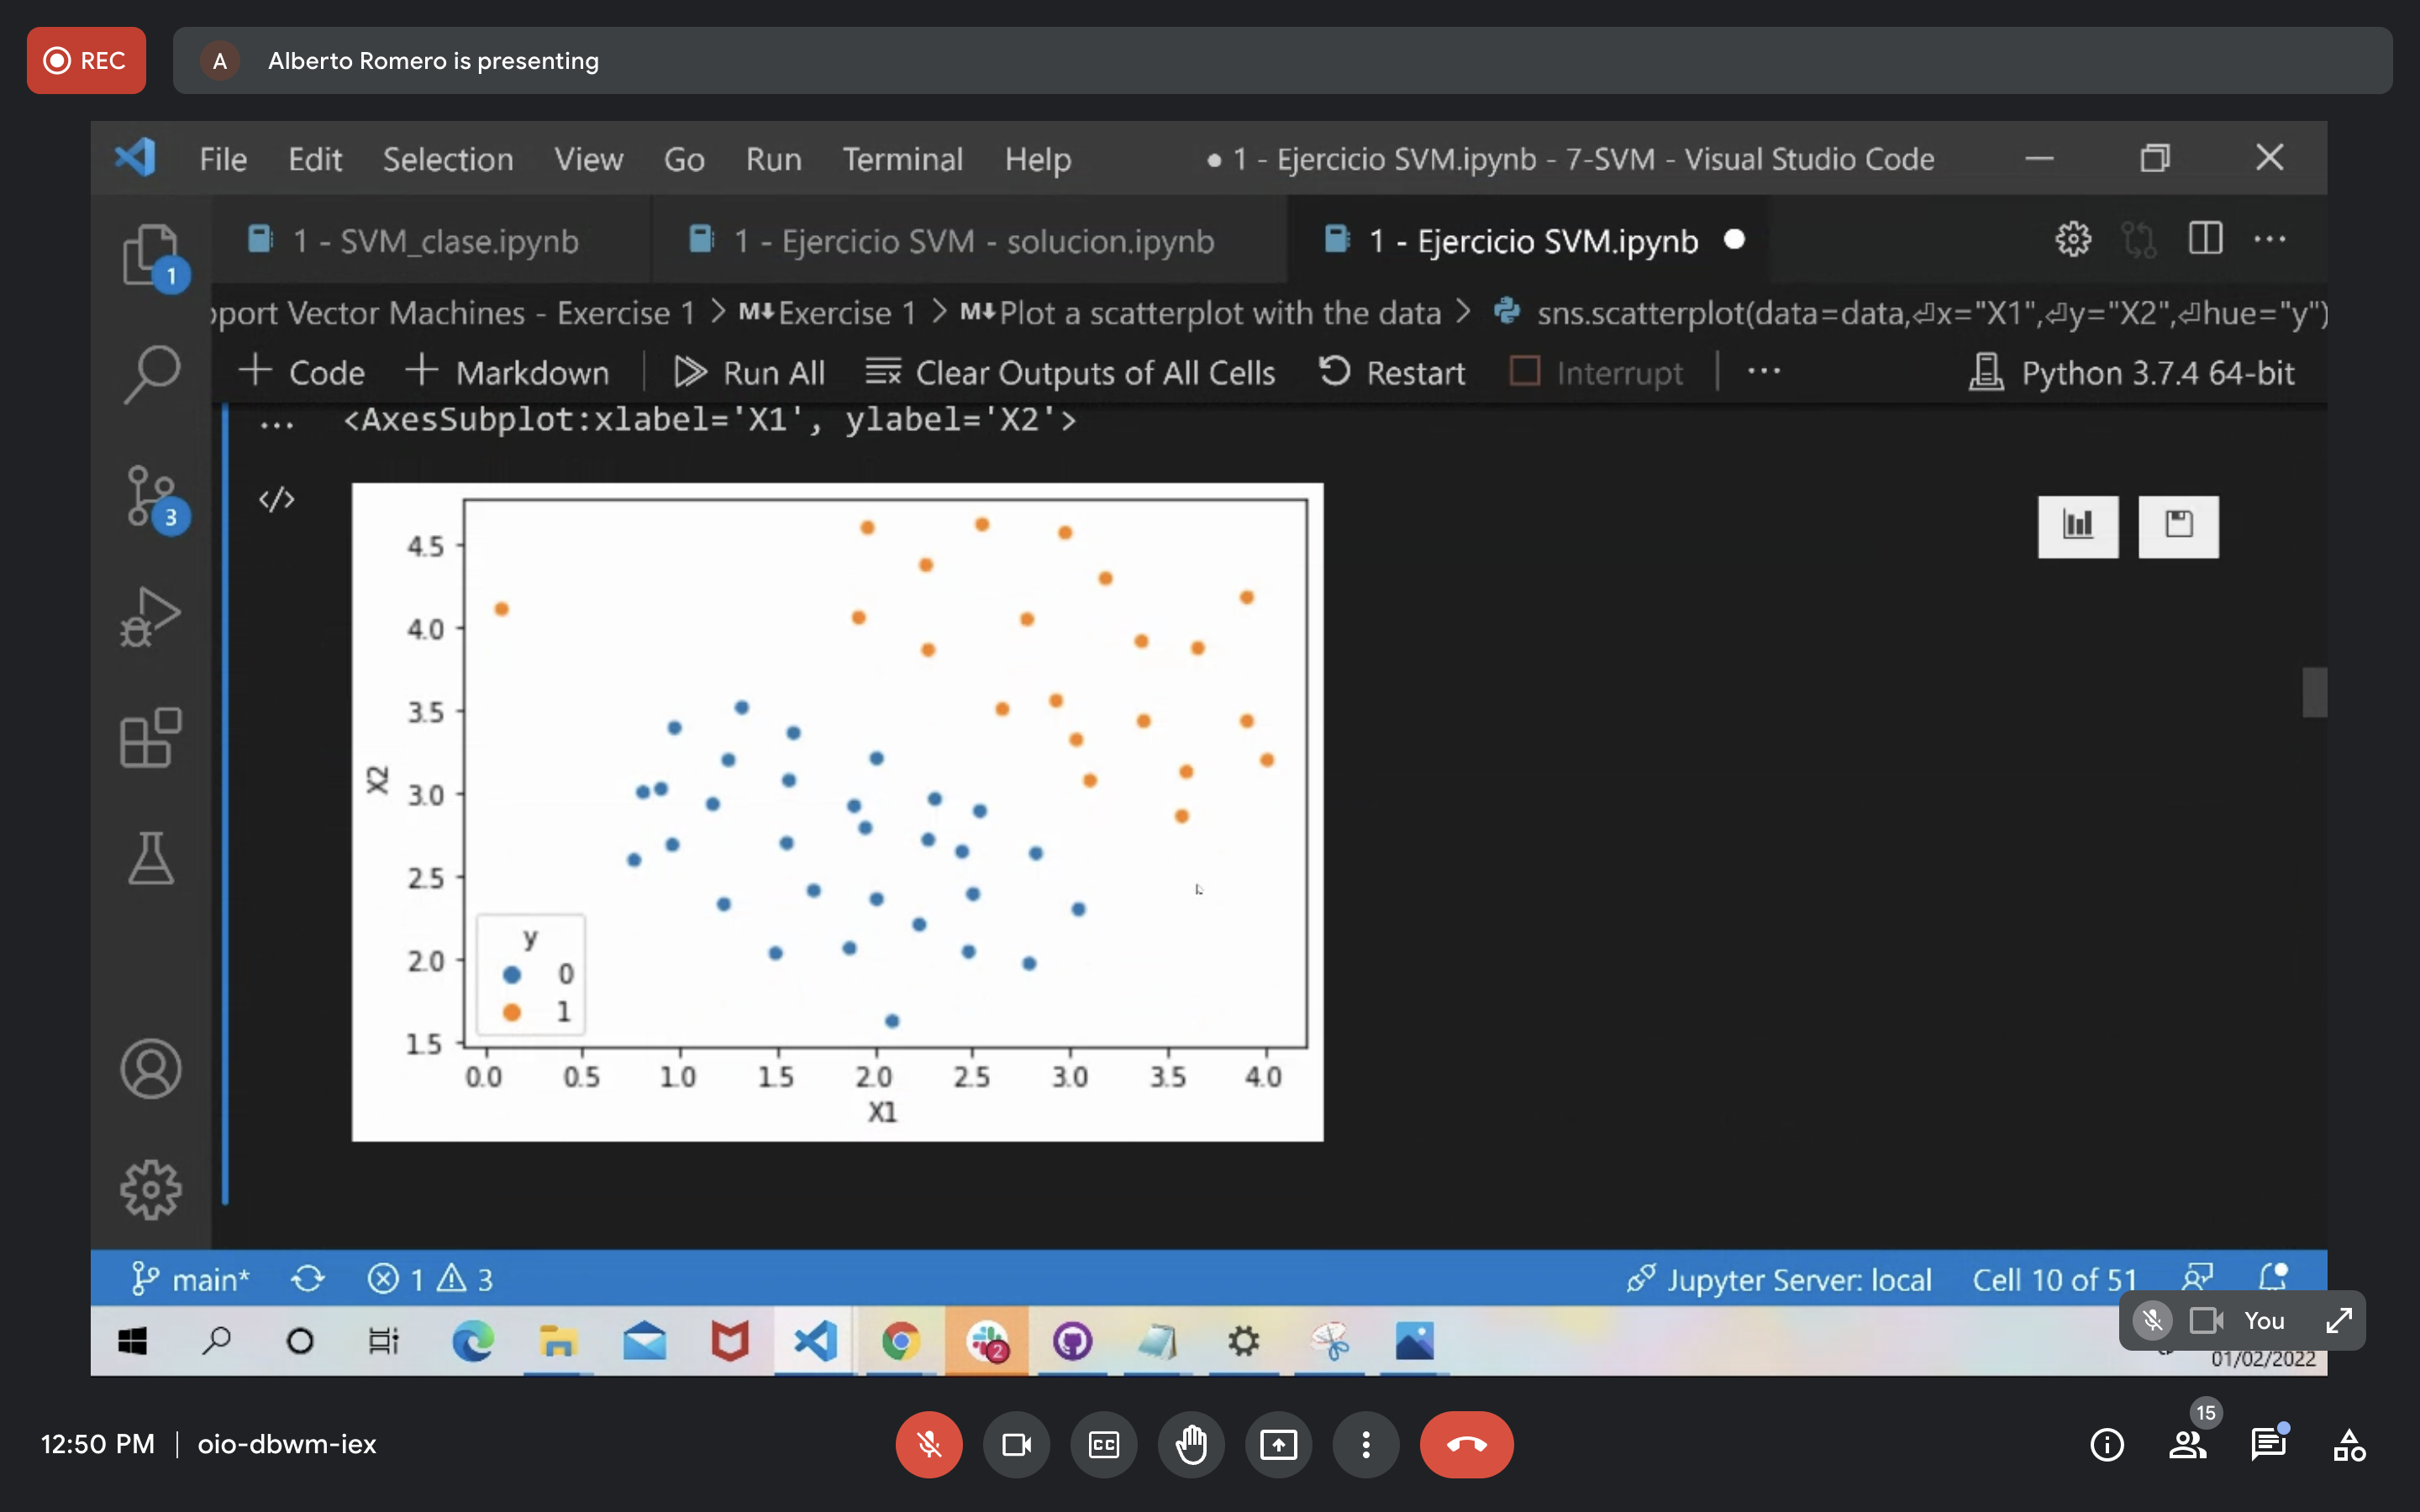 REC
A
Alberto Romero is presenting
File Edit Selection View Go Run Terminal Help
● 1 - Ejercicio SVM.ipynb - 7-SVM - Visual Studio Code
1 - SVM_clase.ipynb
1 - Ejercicio SVM - solucion.ipynb
1 - Ejercicio SVM.ipynb
1
pport Vector Machines - Exercise 1 > M↓ Exercise 1 > M↓ Plot a scatterplot with the data > sns.scatterplot(data=data,⏎x="X1",⏎y="X2",⏎hue="y")
+ Code + Markdown Run All Clear Outputs of All Cells Restart Interrupt ... Python 3.7.4 64-bit
... <AxesSubplot:xlabel='X1', ylabel='X2'>
</>
3
4.5
4.0
3.5
3.0
2.5
2.0
1.5
X2
y
0
1
0.0 0.5 1.0 1.5 2.0 2.5 3.0 3.5 4.0
X1
main* 1 3
Jupyter Server: local Cell 10 of 51
2
You
01/02/2022
12:50 PM | oio-dbwm-iex
CC
15